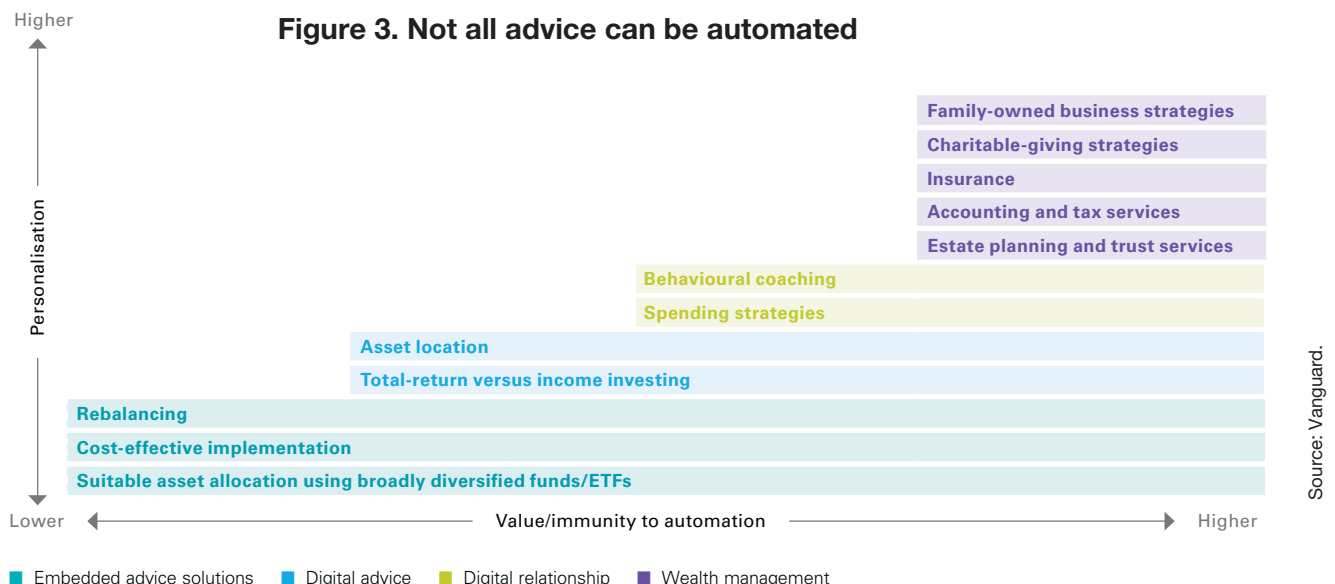 Higher
Figure 3. Not all advice can be automated
Personalisation
Family-owned business strategies
Charitable-giving strategies
Insurance
Accounting and tax services
Estate planning and trust services
Behavioural coaching
Spending strategies
Asset location
Total-return versus income investing
Rebalancing
Cost-effective implementation
Suitable asset allocation using broadly diversified funds/ETFs
Source: Vanguard.
Lower
Value/immunity to automation
Higher
Embedded advice solutions
Digital advice
Digital relationship
Wealth management